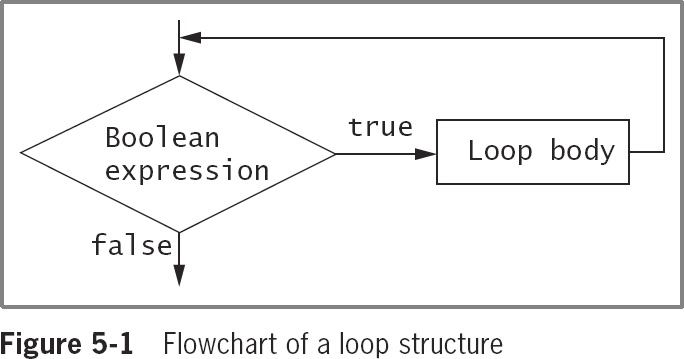 Boolean
expression
true
Loop body
false
Figure 5-1 Flowchart of a loop structure